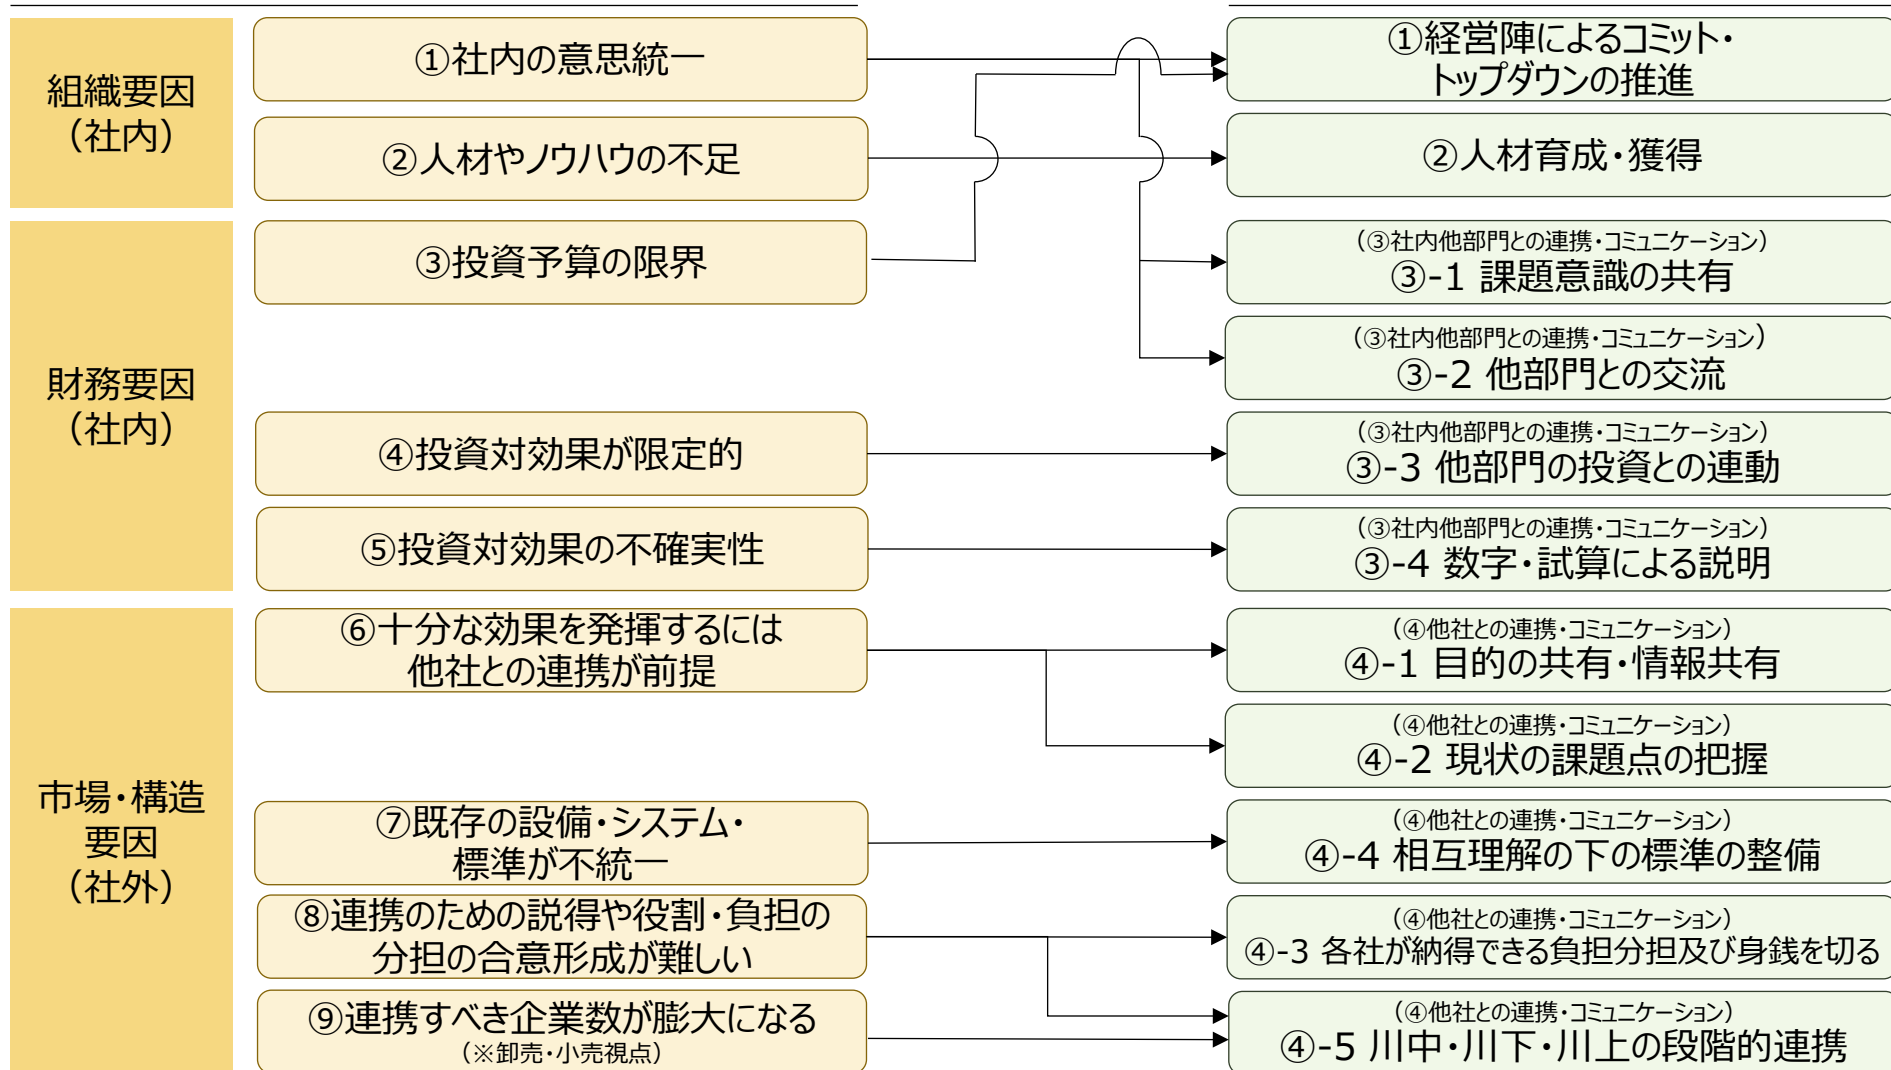 組織要因
（社内）
①社内の意思統一
①経営陣によるコミット・
トップダウンの推進
②人材やノウハウの不足
②人材育成・獲得
財務要因
（社内）
③投資予算の限界
（③社内他部門との連携・コミュニケーション）
③-1 課題意識の共有
（③社内他部門との連携・コミュニケーション）
③-2 他部門との交流
④投資対効果が限定的
（③社内他部門との連携・コミュニケーション）
③-3 他部門の投資との連動
⑤投資対効果の不確実性
（③社内他部門との連携・コミュニケーション）
③-4 数字・試算による説明
市場・構造
要因
（社外）
⑥十分な効果を発揮するには
他社との連携が前提
（④他社との連携・コミュニケーション）
④-1 目的の共有・情報共有
（④他社との連携・コミュニケーション）
④-2 現状の課題点の把握
⑦既存の設備・システム・
標準が不統一
（④他社との連携・コミュニケーション）
④-4 相互理解の下の標準の整備
⑧連携のための説得や役割・負担の
分担の合意形成が難しい
（④他社との連携・コミュニケーション）
④-3 各社が納得できる負担分担及び身銭を切る
⑨連携すべき企業数が膨大になる
（※卸売・小売視点）
（④他社との連携・コミュニケーション）
④-5 川中・川下・川上の段階的連携